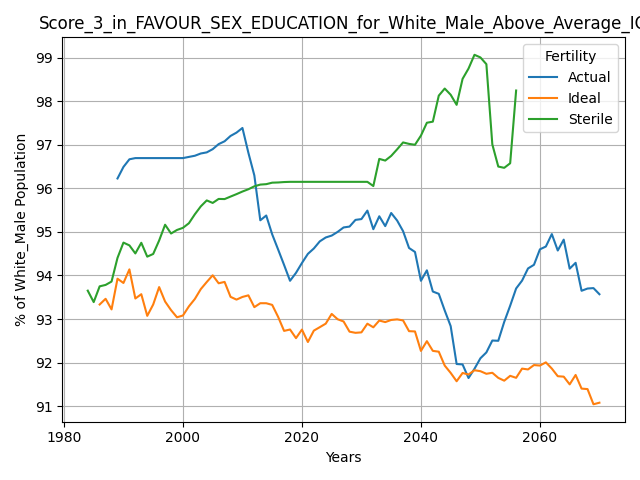 Score_3_in_FAVOUR_SEX_EDUCATION_for_White_Male_Above_Average_IQ
Fertility
Actual
Ideal
Sterile
% of White_Male Population
99
98
97
96
95
94
93
92
91
1980
2000
2020
2040
2060
Years